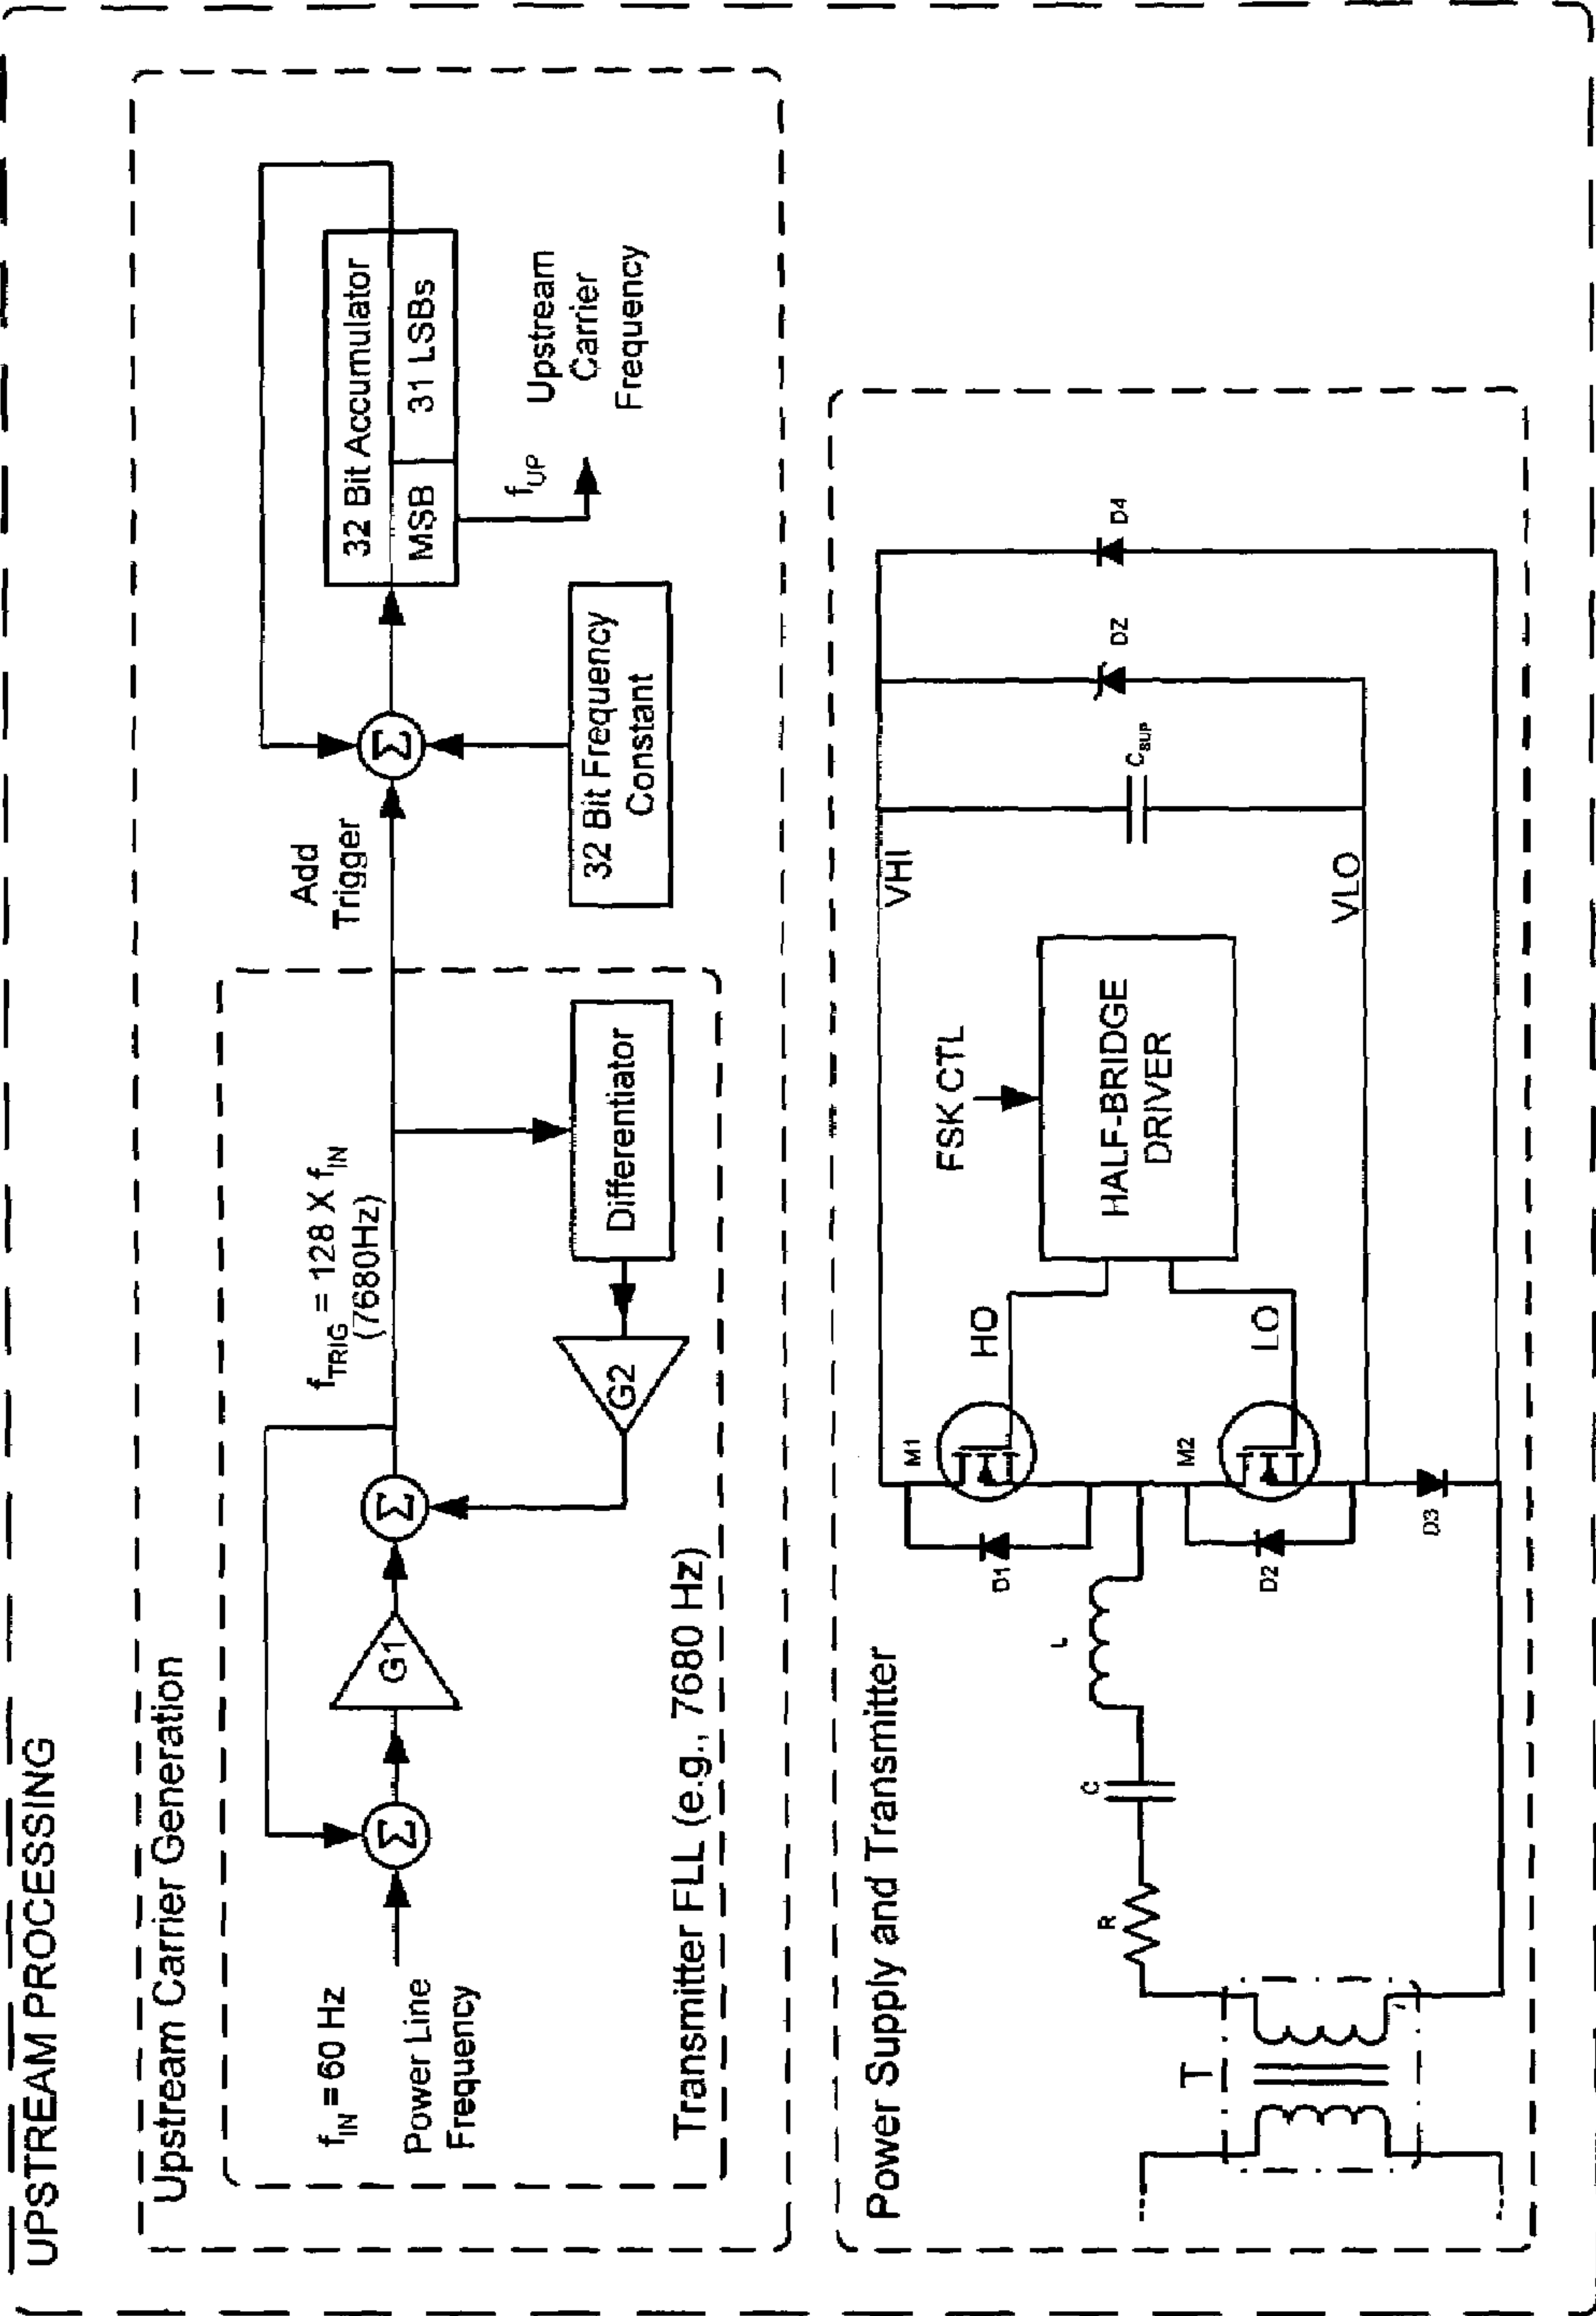 UPSTREAM PROCESSING
Upstream Carrier Generation
f_IN = 60 Hz
Power Line
Frequency
Σ
G1
Σ
f_TRIG = 128 X f_IN
(7680Hz)
G2
Differentiator
Transmitter FLL (e.g., 7680 Hz)
Add
Trigger
Σ
32 Bit Frequency
Constant
32 Bit Accumulator
MSB
31 LSBs
f_UP
Upstream
Carrier
Frequency
Power Supply and Transmitter
T
R
C
L
D1
D2
M1
M2
D3
HO
LO
FSK CTL
HALF-BRIDGE
DRIVER
VHI
VLO
C_SUP
DZ
D4